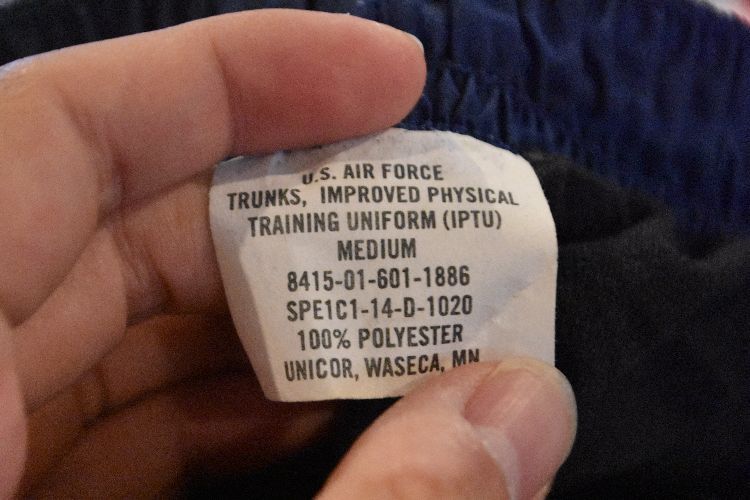 U.S. AIR FORCE
TRUNKS, IMPROVED PHYSICAL
TRAINING UNIFORM (IPTU)
MEDIUM
8415-01-601-1886
SPE1C1-14-D-1020
100% POLYESTER
UNICOR, WASECA, MN